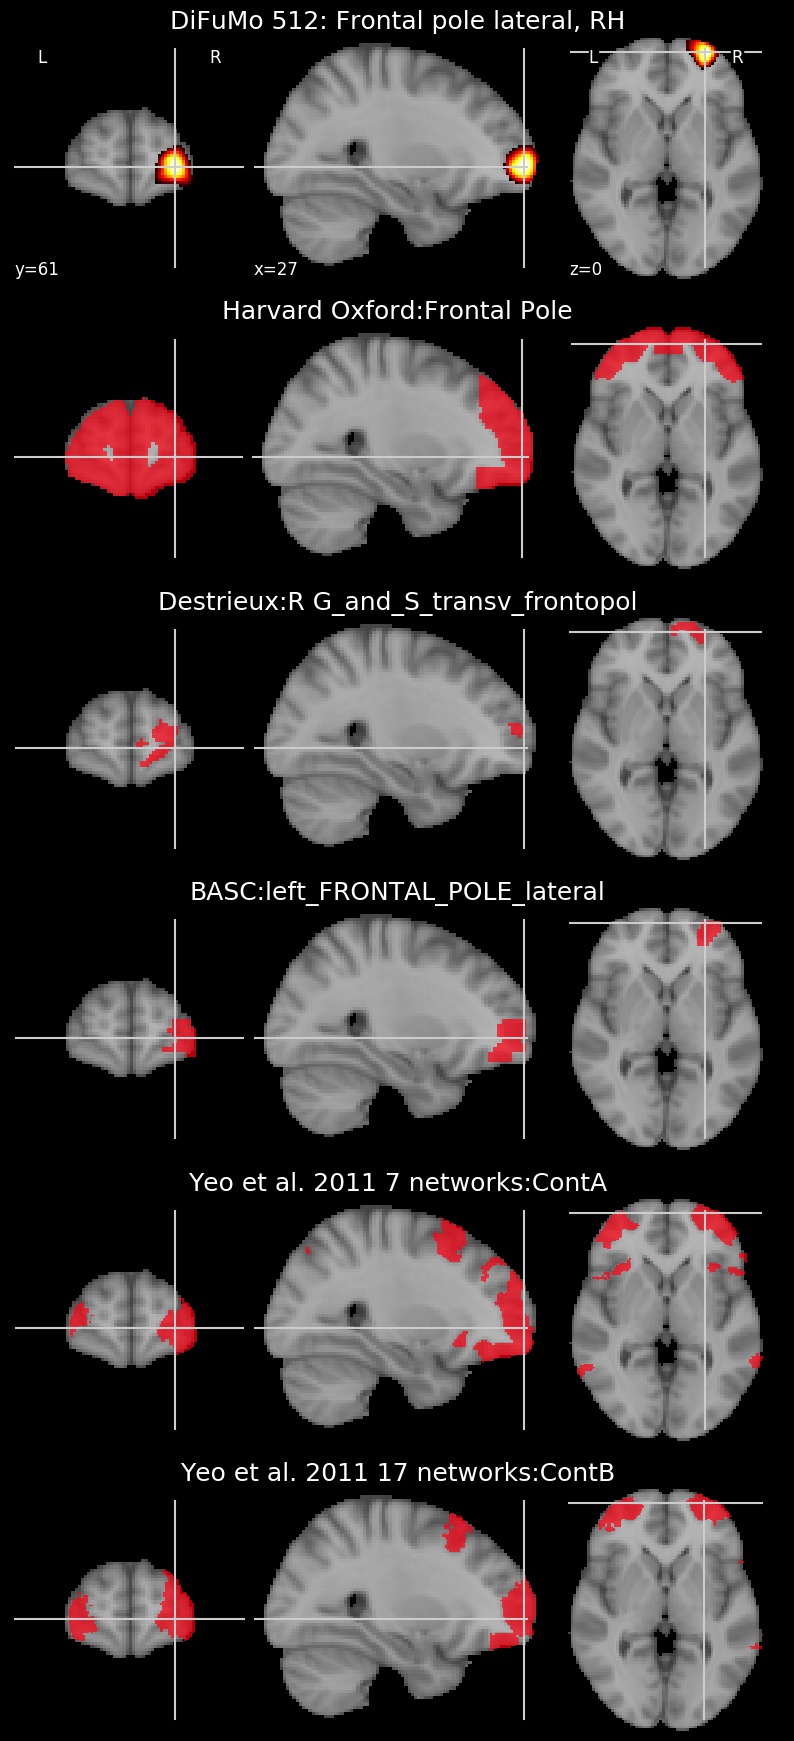 DiFuMo 512: Frontal pole lateral, RH
L R L R
y=61 x=27 z=0
Harvard Oxford:Frontal Pole
Destrieux:R G_and_S_transv_frontopol
BASC:left_FRONTAL_POLE_lateral
Yeo et al. 2011 7 networks:ContA
Yeo et al. 2011 17 networks:ContB